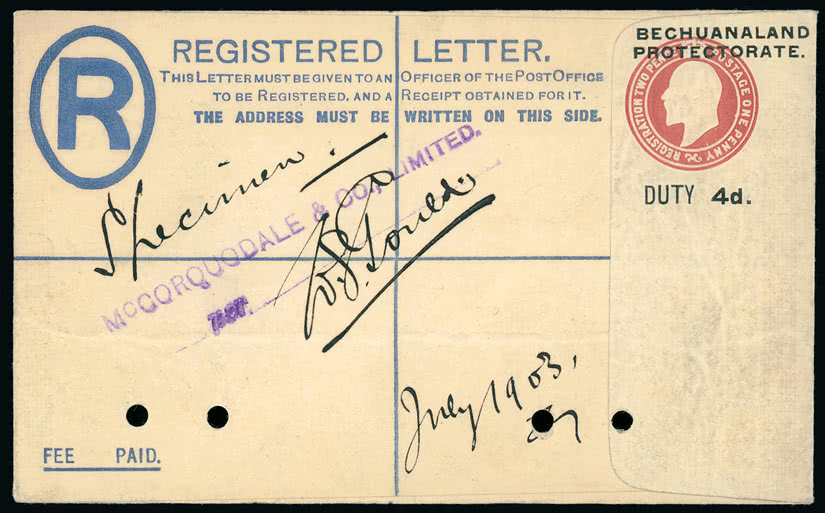 BECHUANALAND
PROTECTORATE.
R
REGISTERED LETTER.
THIS LETTER MUST BE GIVEN TO AN OFFICER OF THE POST OFFICE
TO BE REGISTERED, AND A RECEIPT OBTAINED FOR IT.
THE ADDRESS MUST BE WRITTEN ON THIS SIDE.
REGISTRATION TWO PENCE POSTAGE ONE PENNY
DUTY 4d.
Specimen.
McCORQUODALE & CO., LIMITED.
Gould.
July 1903,
FEE PAID.